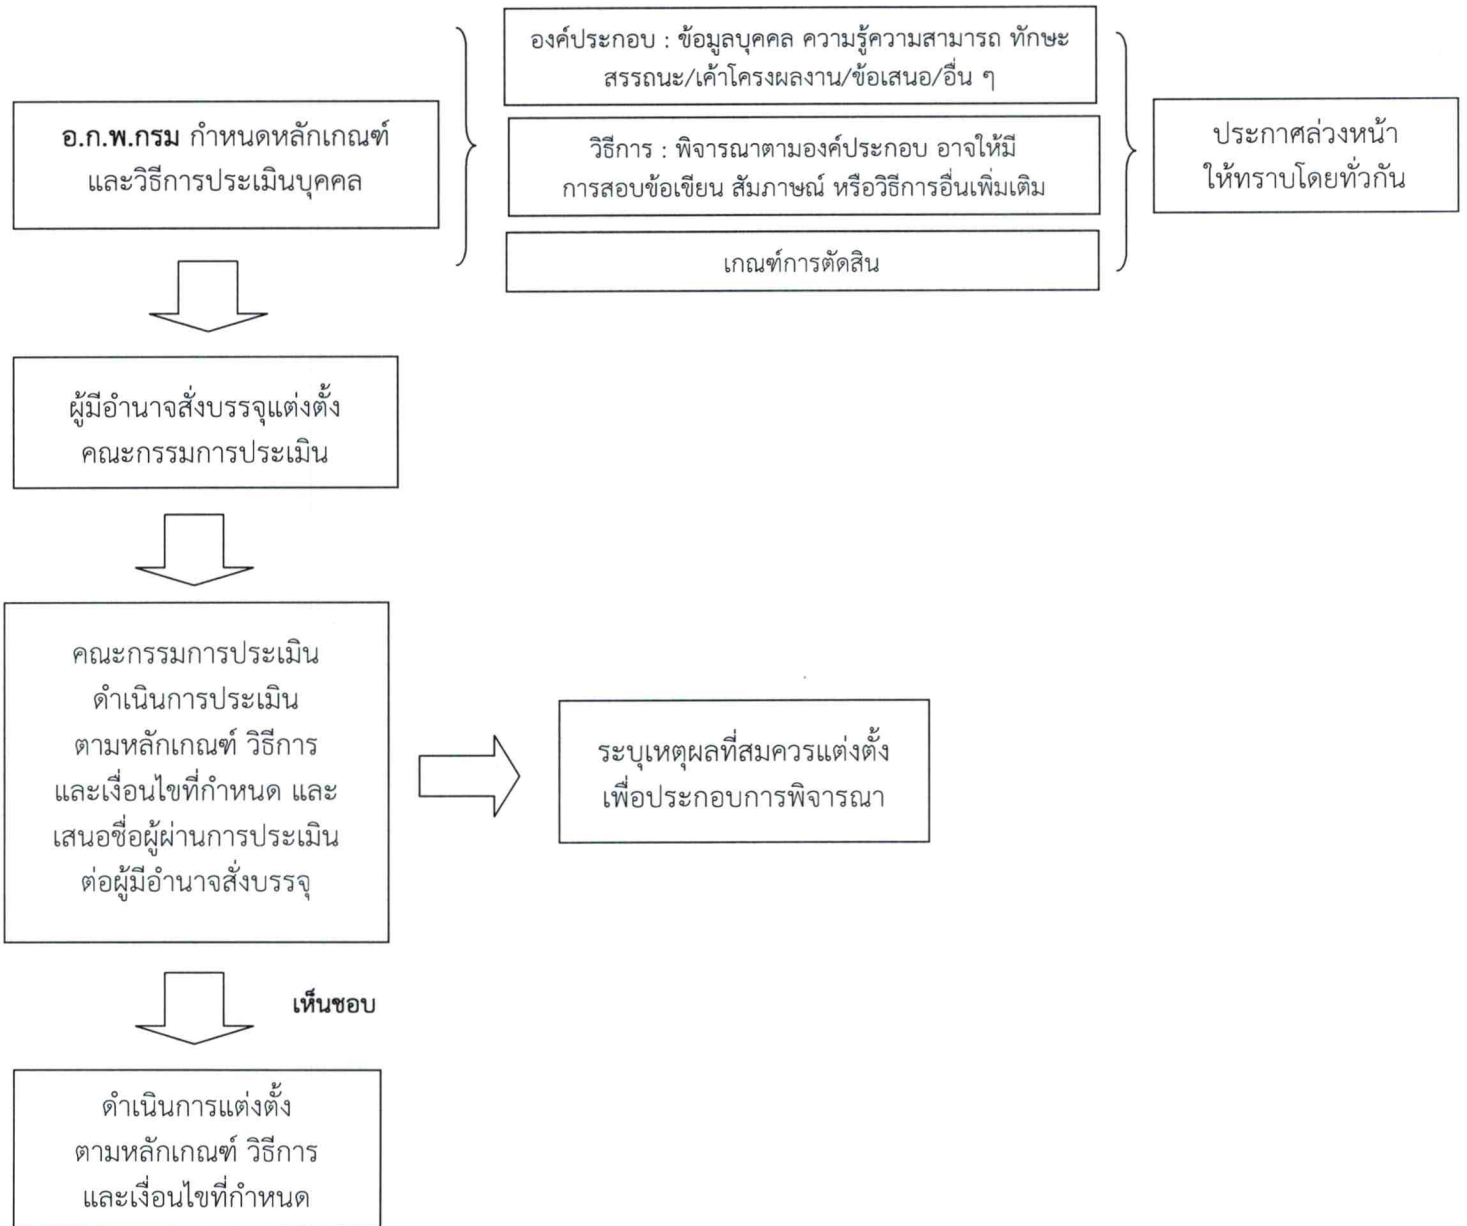 อ.ก.พ.กรม กำหนดหลักเกณฑ์
และวิธีการประเมินบุคคล
องค์ประกอบ : ข้อมูลบุคคล ความรู้ความสามารถ ทักษะ
สรรถนะ/เค้าโครงผลงาน/ข้อเสนอ/อื่น ๆ
วิธีการ : พิจารณาตามองค์ประกอบ อาจให้มี
การสอบข้อเขียน สัมภาษณ์ หรือวิธีการอื่นเพิ่มเติม
เกณฑ์การตัดสิน
ประกาศล่วงหน้า
ให้ทราบโดยทั่วกัน
ผู้มีอำนาจสั่งบรรจุแต่งตั้ง
คณะกรรมการประเมิน
คณะกรรมการประเมิน
ดำเนินการประเมิน
ตามหลักเกณฑ์ วิธีการ
และเงื่อนไขที่กำหนด และ
เสนอชื่อผู้ผ่านการประเมิน
ต่อผู้มีอำนาจสั่งบรรจุ
ระบุเหตุผลที่สมควรแต่งตั้ง
เพื่อประกอบการพิจารณา
เห็นชอบ
ดำเนินการแต่งตั้ง
ตามหลักเกณฑ์ วิธีการ
และเงื่อนไขที่กำหนด